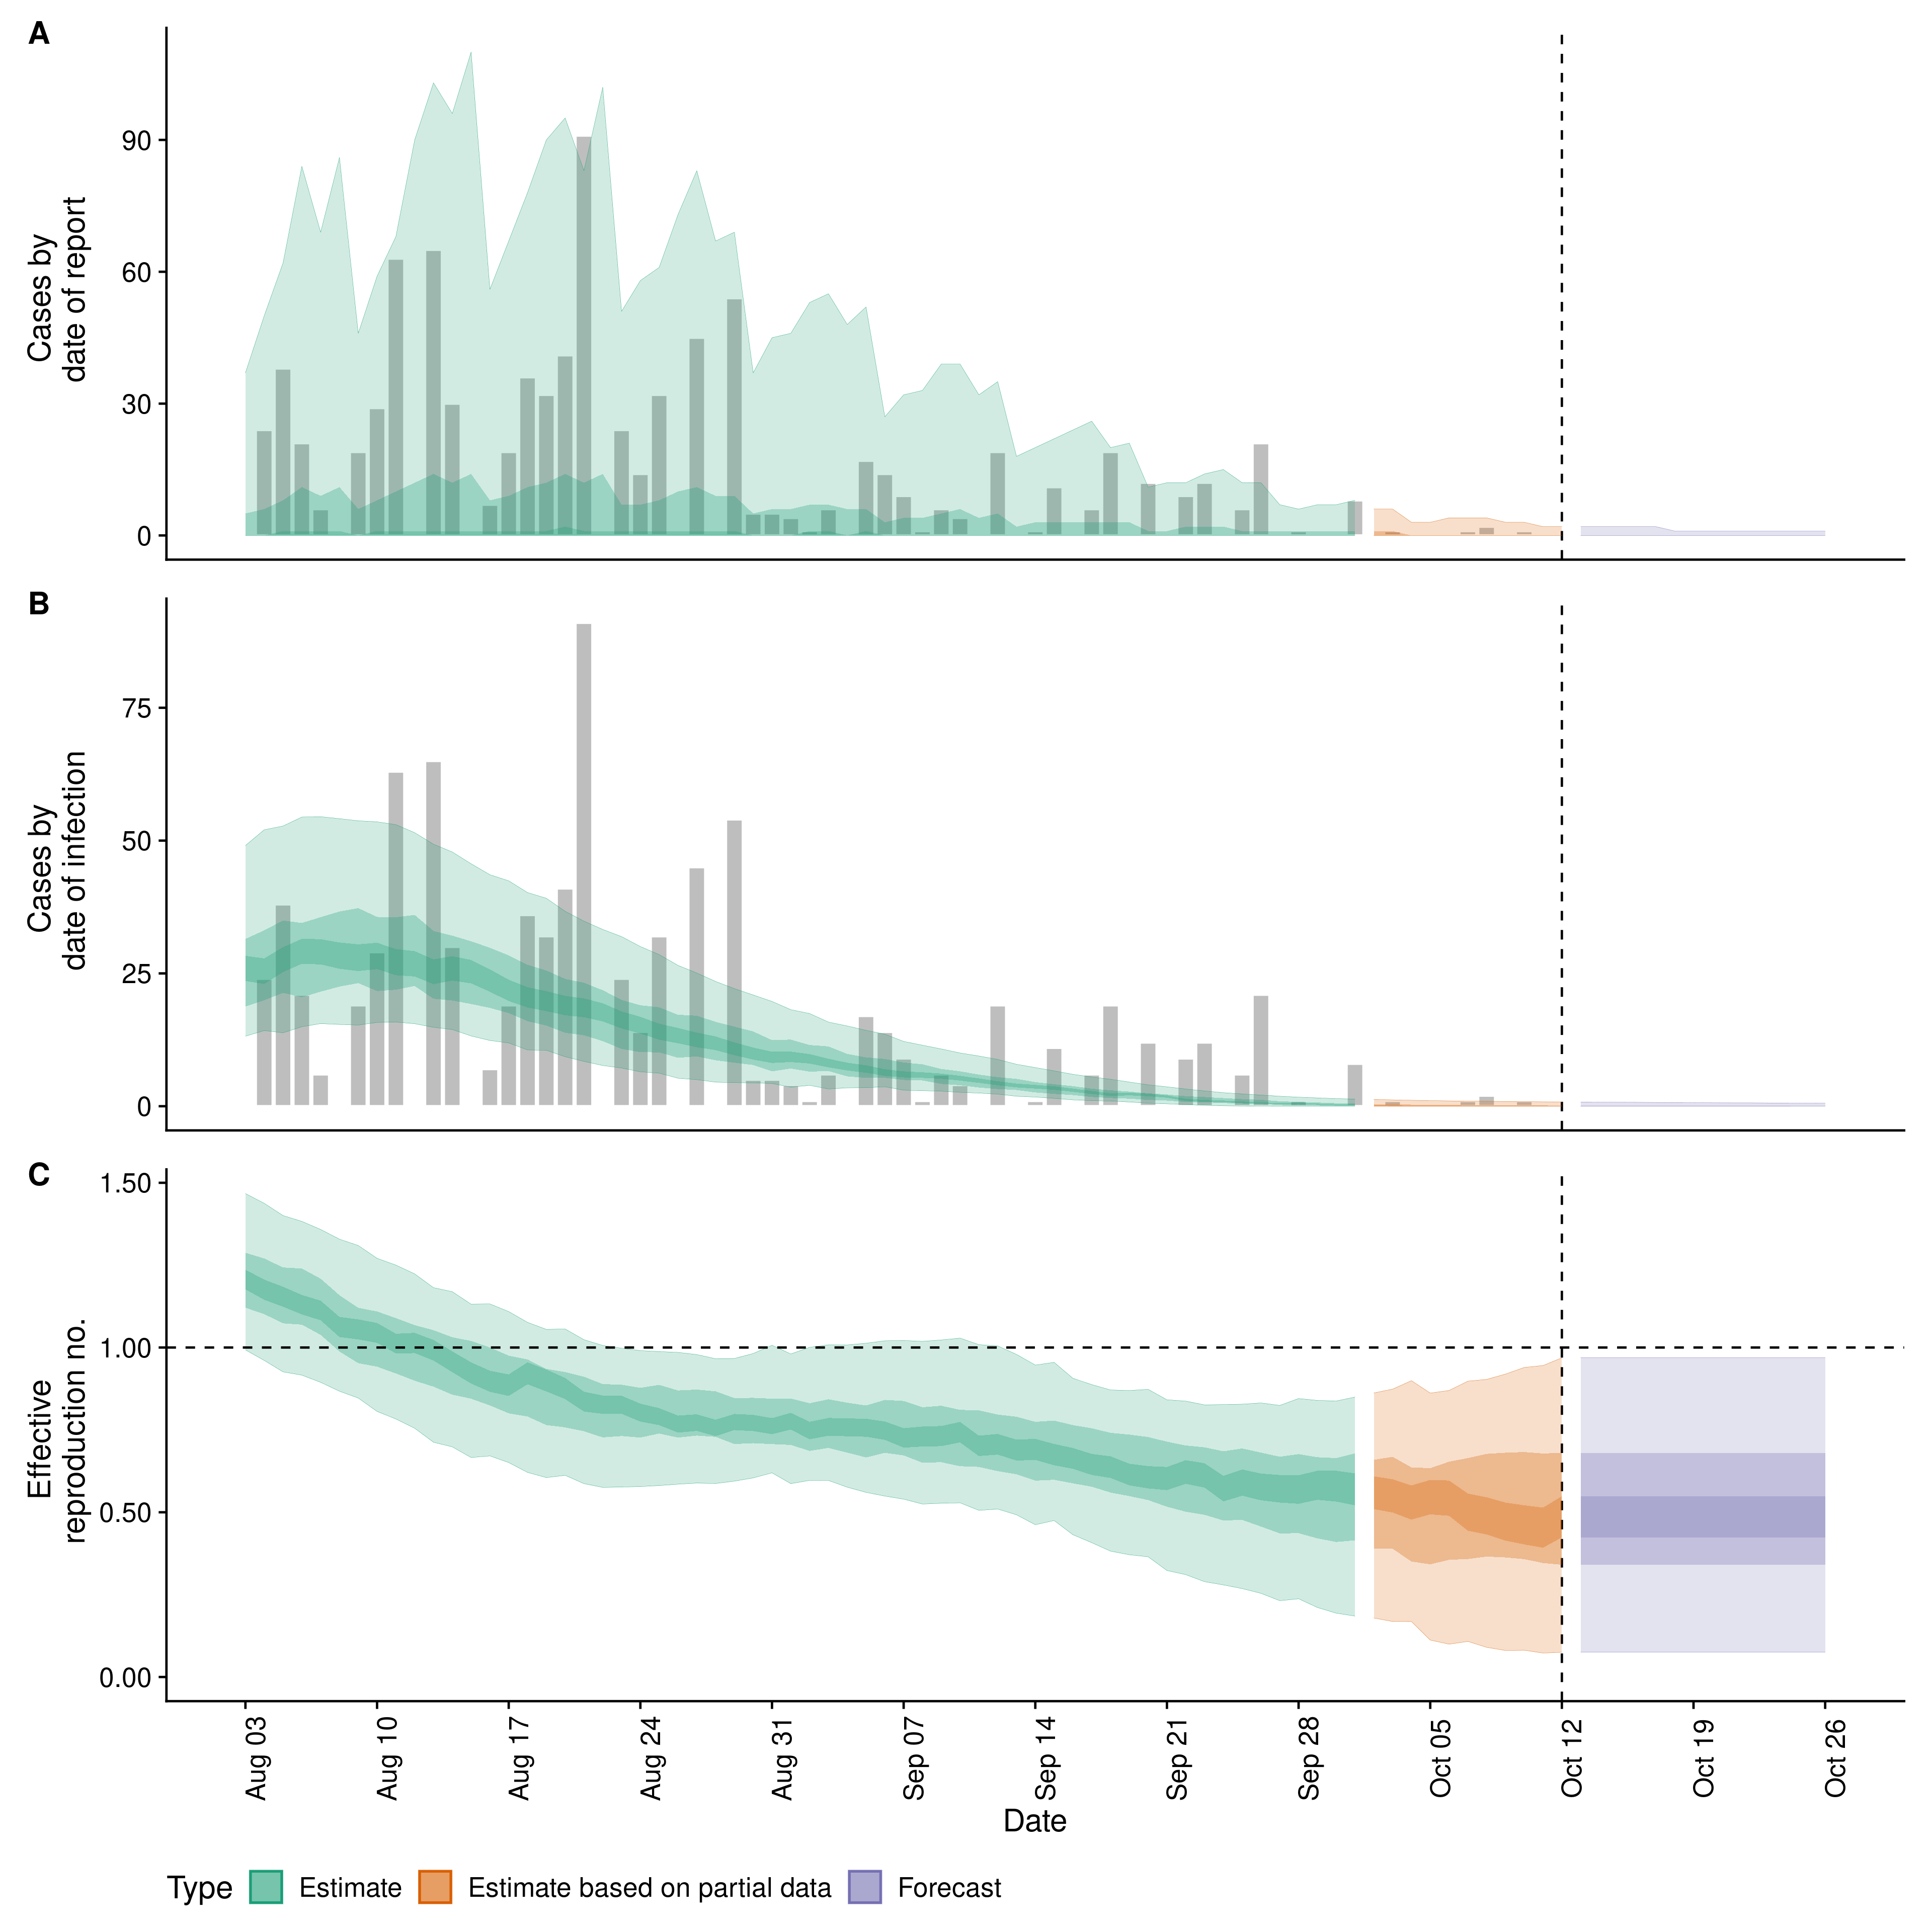 A
Cases by
date of report
90
60
30
0
B
Cases by
date of infection
75
50
25
0
C
Effective
reproduction no.
1.50
1.00
0.50
0.00
Aug 03
Aug 10
Aug 17
Aug 24
Aug 31
Sep 07
Sep 14
Sep 21
Sep 28
Oct 05
Oct 12
Oct 19
Oct 26
Date
Type Estimate Estimate based on partial data Forecast